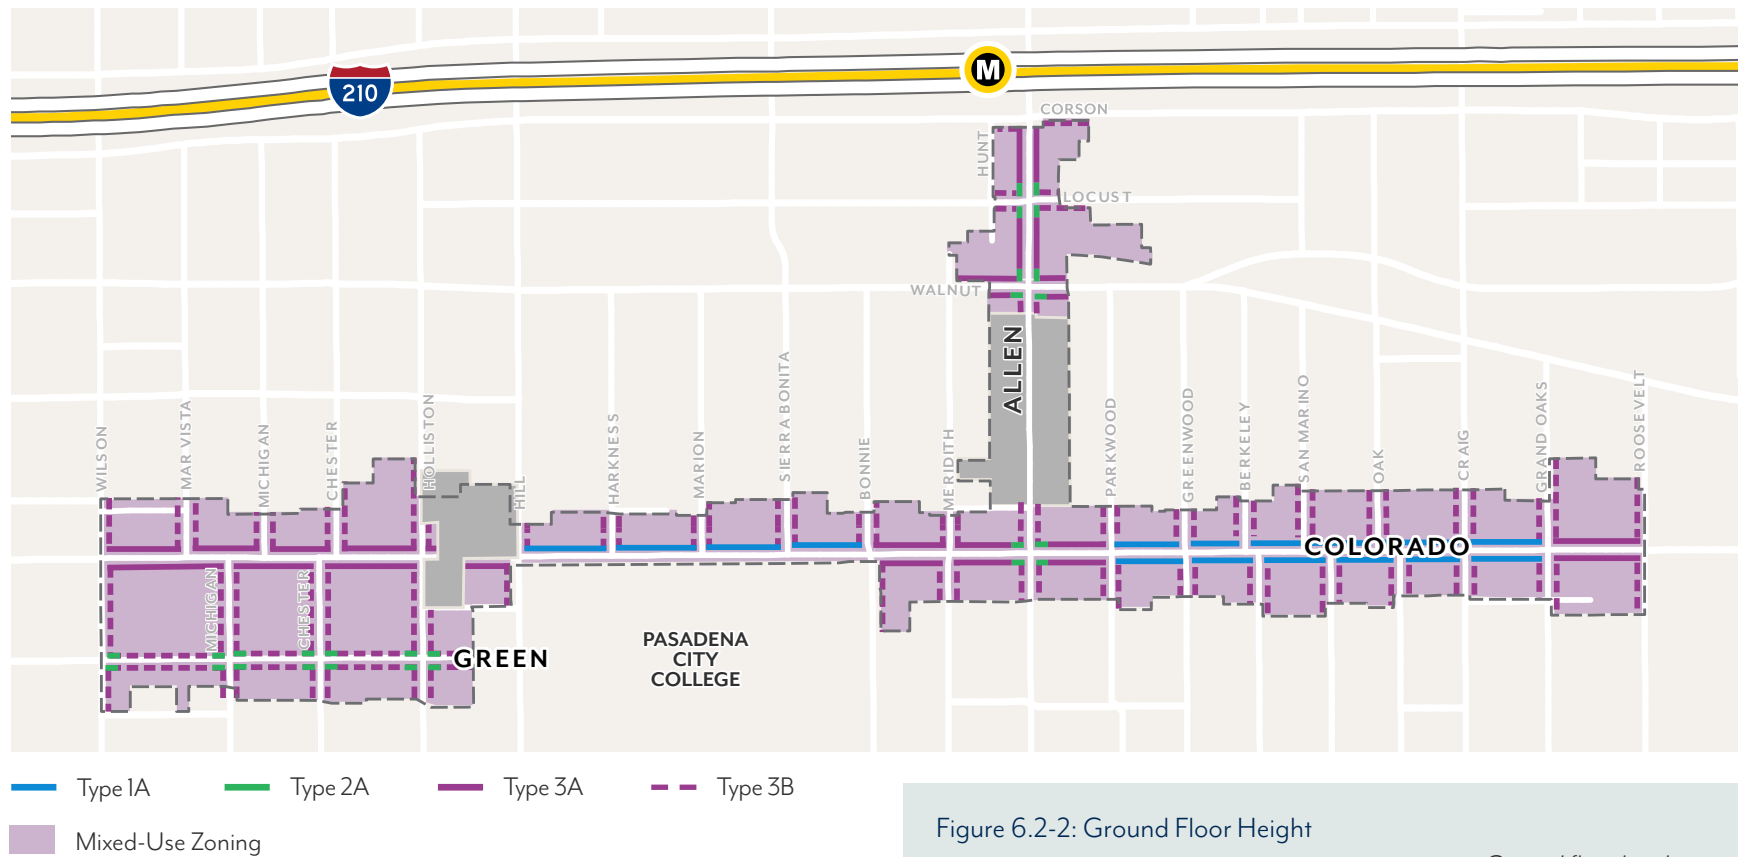 M
210
CORSON
HUNT
LOCUST
WALNUT
ALLEN
WILSON
MAR VISTA
MICHIGAN
CHESTER
HOLLISTON
HILL
HARKNESS
MARION
SIERRA BONITA
BONNIE
MERIDITH
PARKWOOD
GREENWOOD
BERKELEY
SAN MARINO
OAK
CRAIG
GRAND OAKS
ROOSEVELT
COLORADO
MICHIGAN
CHESTER
GREEN
PASADENA
CITY
COLLEGE
Type 1A
Type 2A
Type 3A
Type 3B
Mixed-Use Zoning
Figure 6.2-2: Ground Floor Height